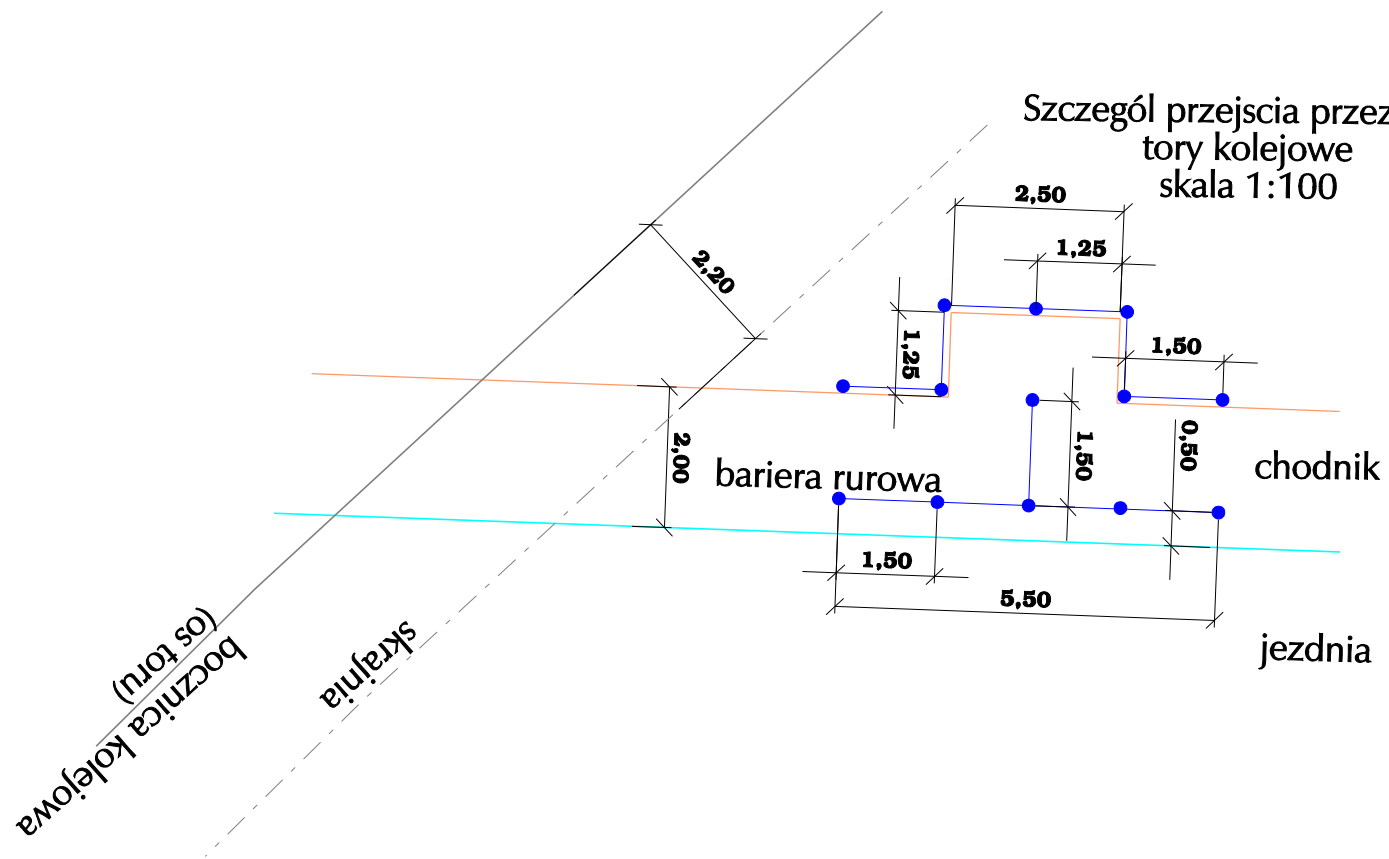 Szczegól przejscia przez
tory kolejowe
skala 1:100
2,50
1,25
2,20
1,25
1,50
2,00
1,50
0,50
chodnik
bariera rurowa
1,50
5,50
jezdnia
skrajnia
(os toru)
bocznica kolejowa